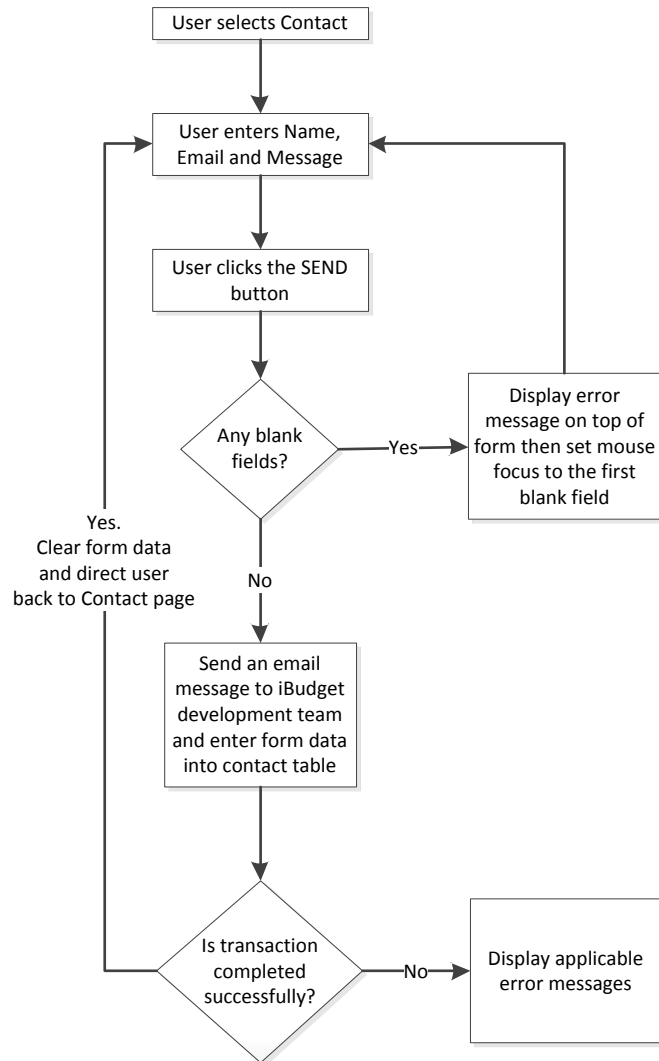 User selects Contact
User enters Name,
Email and Message
User clicks the SEND
button
Any blank
fields?
Yes
Display error
message on top of
form then set mouse
focus to the first
blank field
Yes.
Clear form data
and direct user
back to Contact page
No
Send an email
message to iBudget
development team
and enter form data
into contact table
Is transaction
completed
successfully?
No
Display applicable
error messages